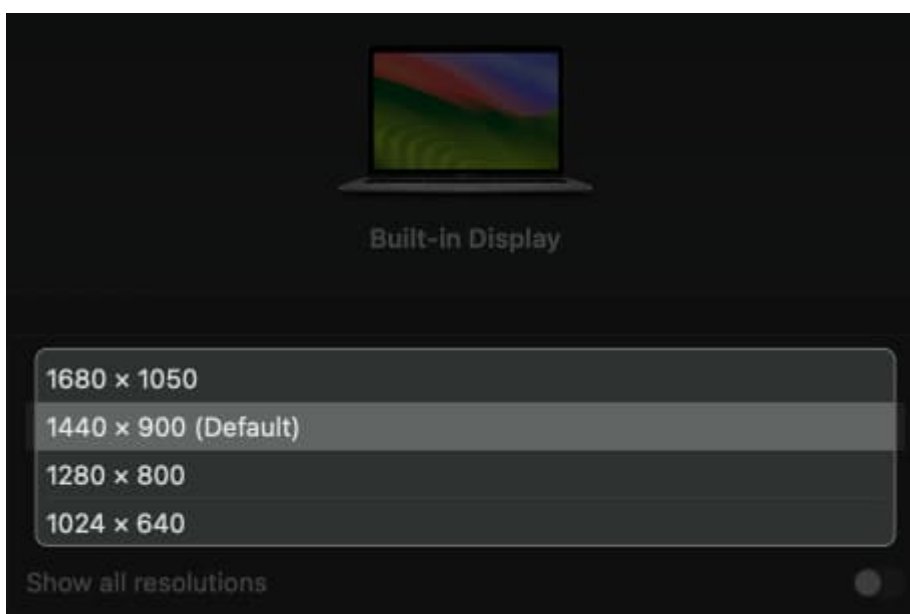 Built-in Display
1680 × 1050
1440 × 900 (Default)
1280 × 800
1024 × 640
Show all resolutions